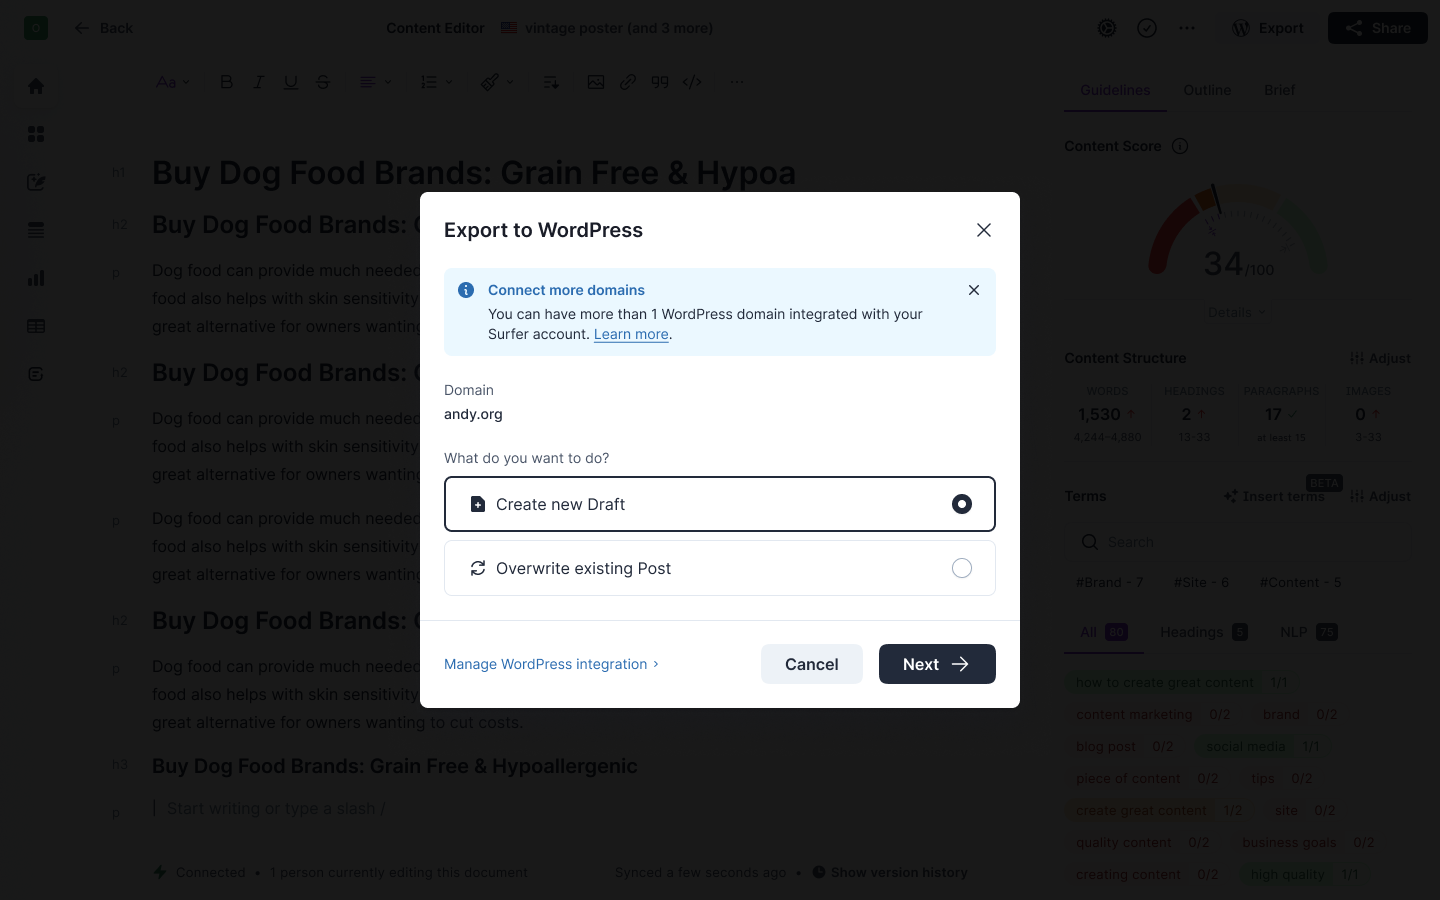 Back
Content Editor
vintage poster (and 3 more)
Export
Share
Aa
B I U S
Guidelines
Outline
Brief
Content Score
34/100
Details
Content Structure
Adjust
WORDS HEADINGS PARAGRAPHS IMAGES
1,530 2 17 0
4,244-4,880 13-33 at least 15 3-33
BETA
Terms
Insert terms
Adjust
Search
#Brand - 7 #Site - 6 #Content - 5
All 80 Headings 5 NLP 75
how to create great content 1/1
content marketing 0/2 brand 0/2
blog post 0/2 social media 1/1
piece of content 0/2 tips 0/2
create great content 1/2 site 0/2
quality content 0/2 business goals 0/2
creating content 0/2 high quality 1/1
h1 Buy Dog Food Brands: Grain Free & Hypoa
h2 Buy Dog Food Brands:
p Dog food can provide much needed
food also helps with skin sensitivity
great alternative for owners wanting
h2 Buy Dog Food Brands:
p Dog food can provide much needed
food also helps with skin sensitivity
great alternative for owners wanting
p Dog food can provide much needed
food also helps with skin sensitivity
great alternative for owners wanting
h2 Buy Dog Food Brands:
p Dog food can provide much needed
food also helps with skin sensitivity
great alternative for owners wanting to cut costs.
h3 Buy Dog Food Brands: Grain Free & Hypoallergenic
p Start writing or type a slash /
Connected • 1 person currently editing this document
Synced a few seconds ago • Show version history
Export to WordPress
Connect more domains
You can have more than 1 WordPress domain integrated with your
Surfer account. Learn more.
Domain
andy.org
What do you want to do?
Create new Draft
Overwrite existing Post
Manage WordPress integration ›
Cancel
Next